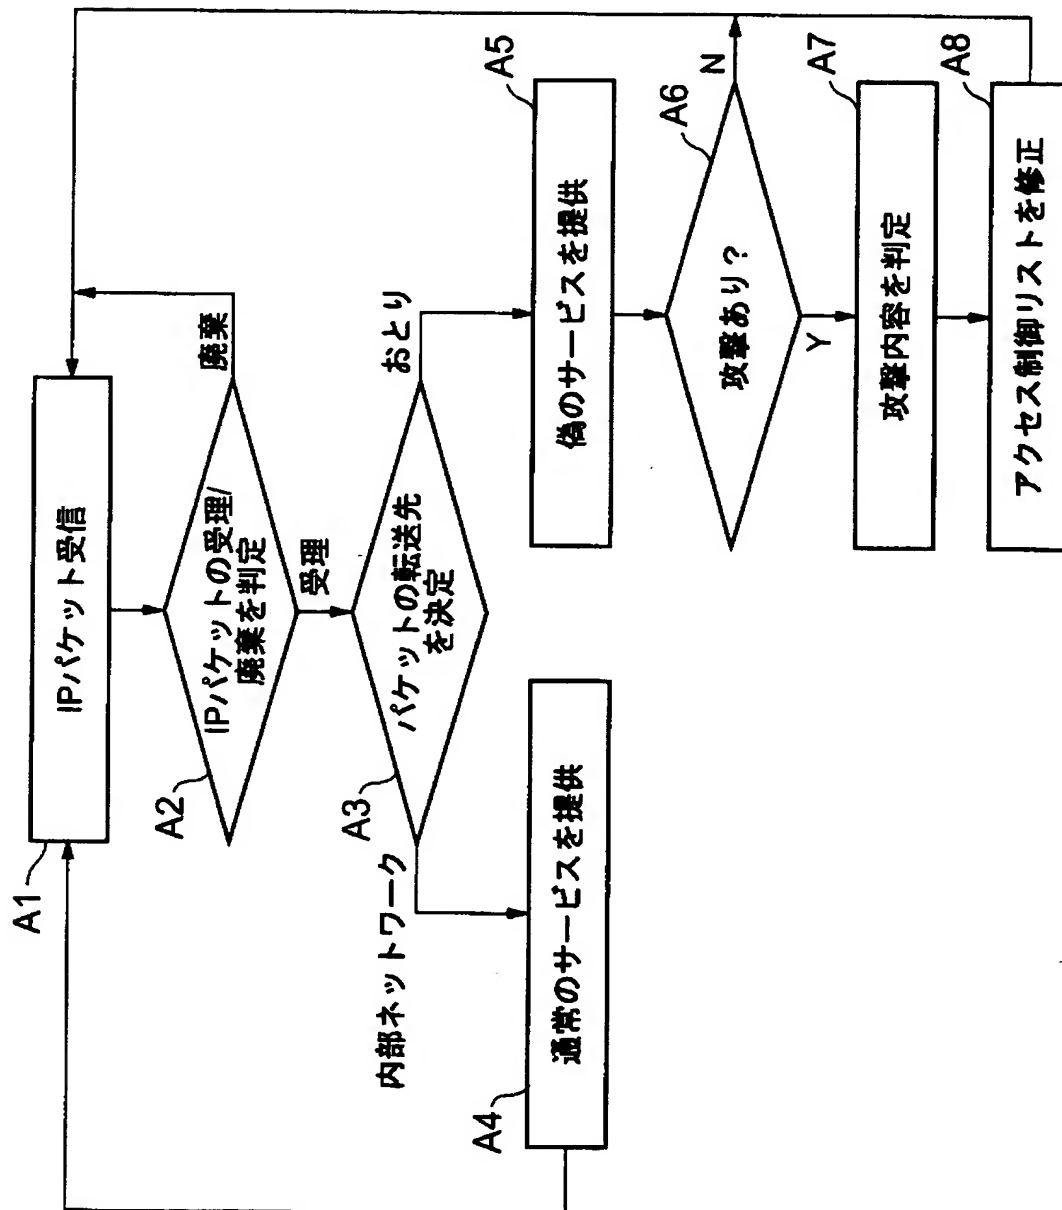 A1
IPパケット受信
A2
IPパケットの受理/
廃棄を判定
廃棄
受理
A3
パケットの転送先
を決定
内部ネットワーク
おとり
A4
通常のサービスを提供
A5
偽のサービスを提供
A6
攻撃あり？
N
Y
A7
攻撃内容を判定
A8
アクセス制御リストを修正